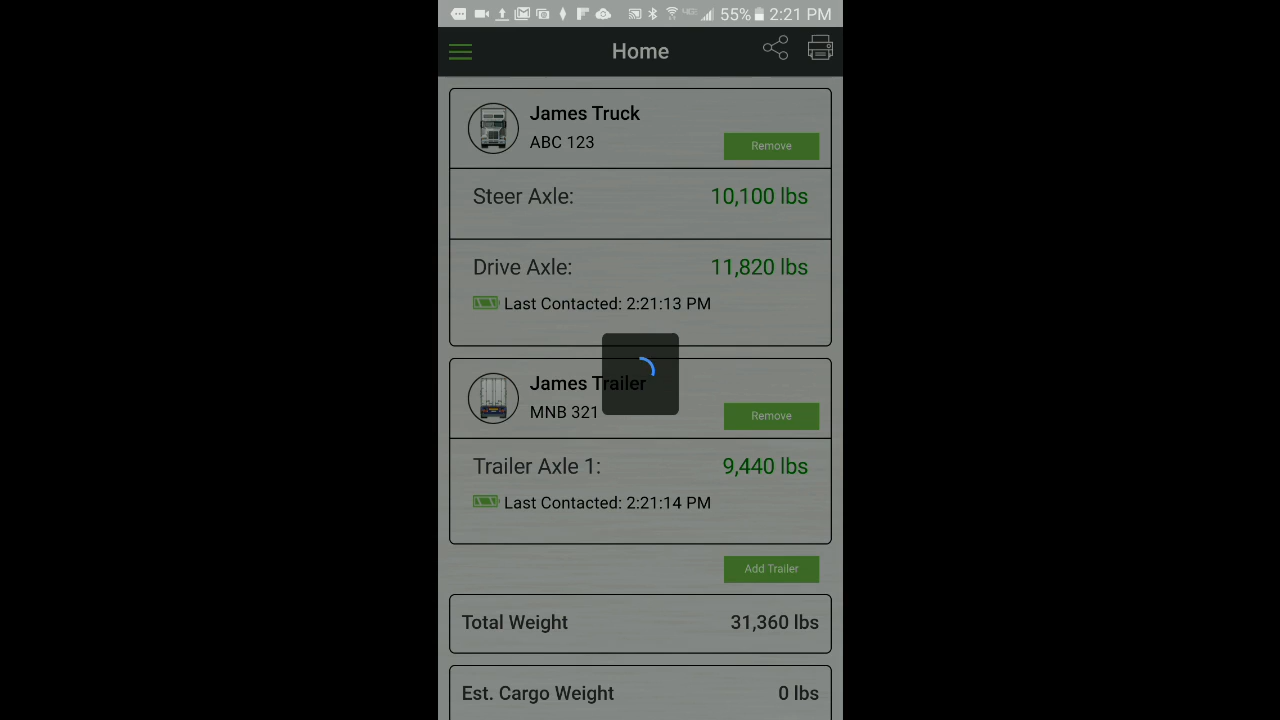 55% 2:21 PM
Home
James Truck
ABC 123
Remove
Steer Axle: 10,100 lbs
Drive Axle: 11,820 lbs
Last Contacted: 2:21:13 PM
James Trailer
MNB 321
Remove
Trailer Axle 1: 9,440 lbs
Last Contacted: 2:21:14 PM
Add Trailer
Total Weight 31,360 lbs
Est. Cargo Weight 0 lbs